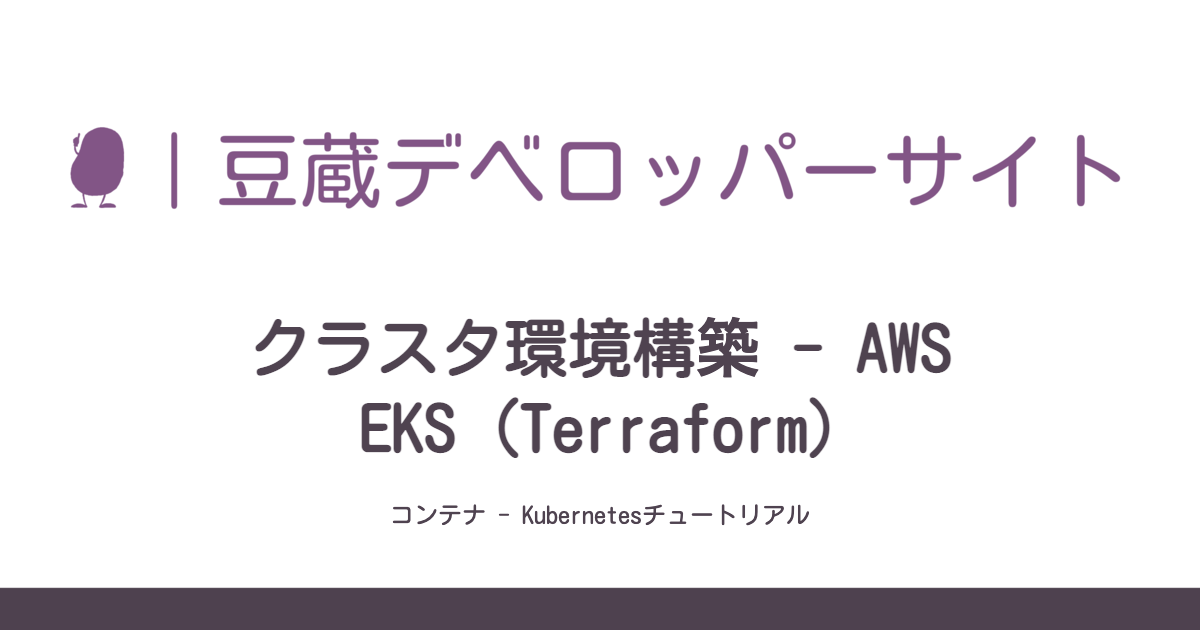 豆蔵デベロッパーサイト
クラスタ環境構築 - AWS
EKS (Terraform)
コンテナ - Kubernetesチュートリアル